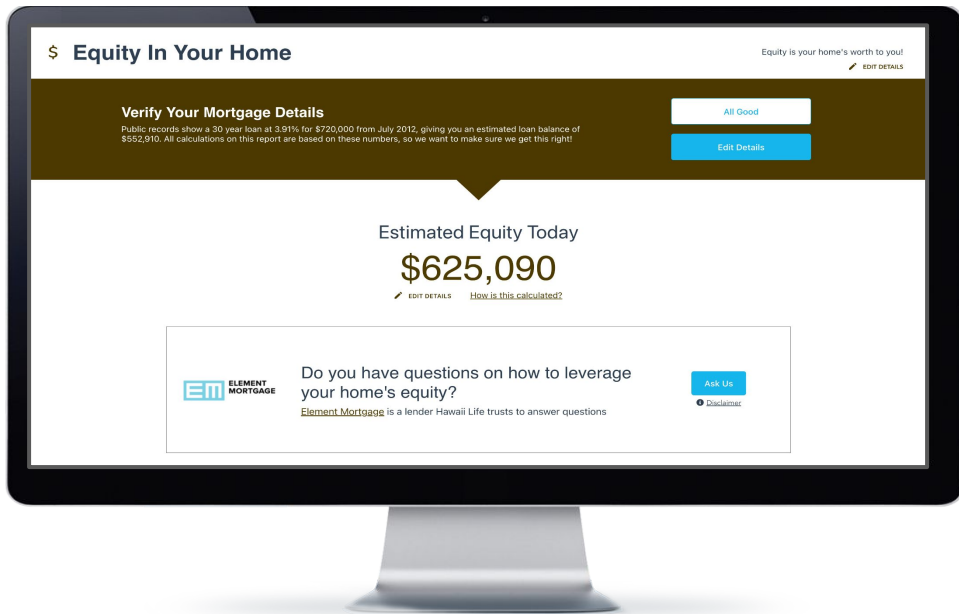 $ Equity In Your Home
Equity is your home's worth to you!
EDIT DETAILS
Verify Your Mortgage Details
Public records show a 30 year loan at 3.91% for $720,000 from July 2012, giving you an estimated loan balance of
$552,910. All calculations on this report are based on these numbers, so we want to make sure we get this right!
All Good
Edit Details
Estimated Equity Today
$625,090
EDIT DETAILS How is this calculated?
EM ELEMENT
MORTGAGE
Do you have questions on how to leverage
your home's equity?
Element Mortgage is a lender Hawaii Life trusts to answer questions
Ask Us
Disclaimer